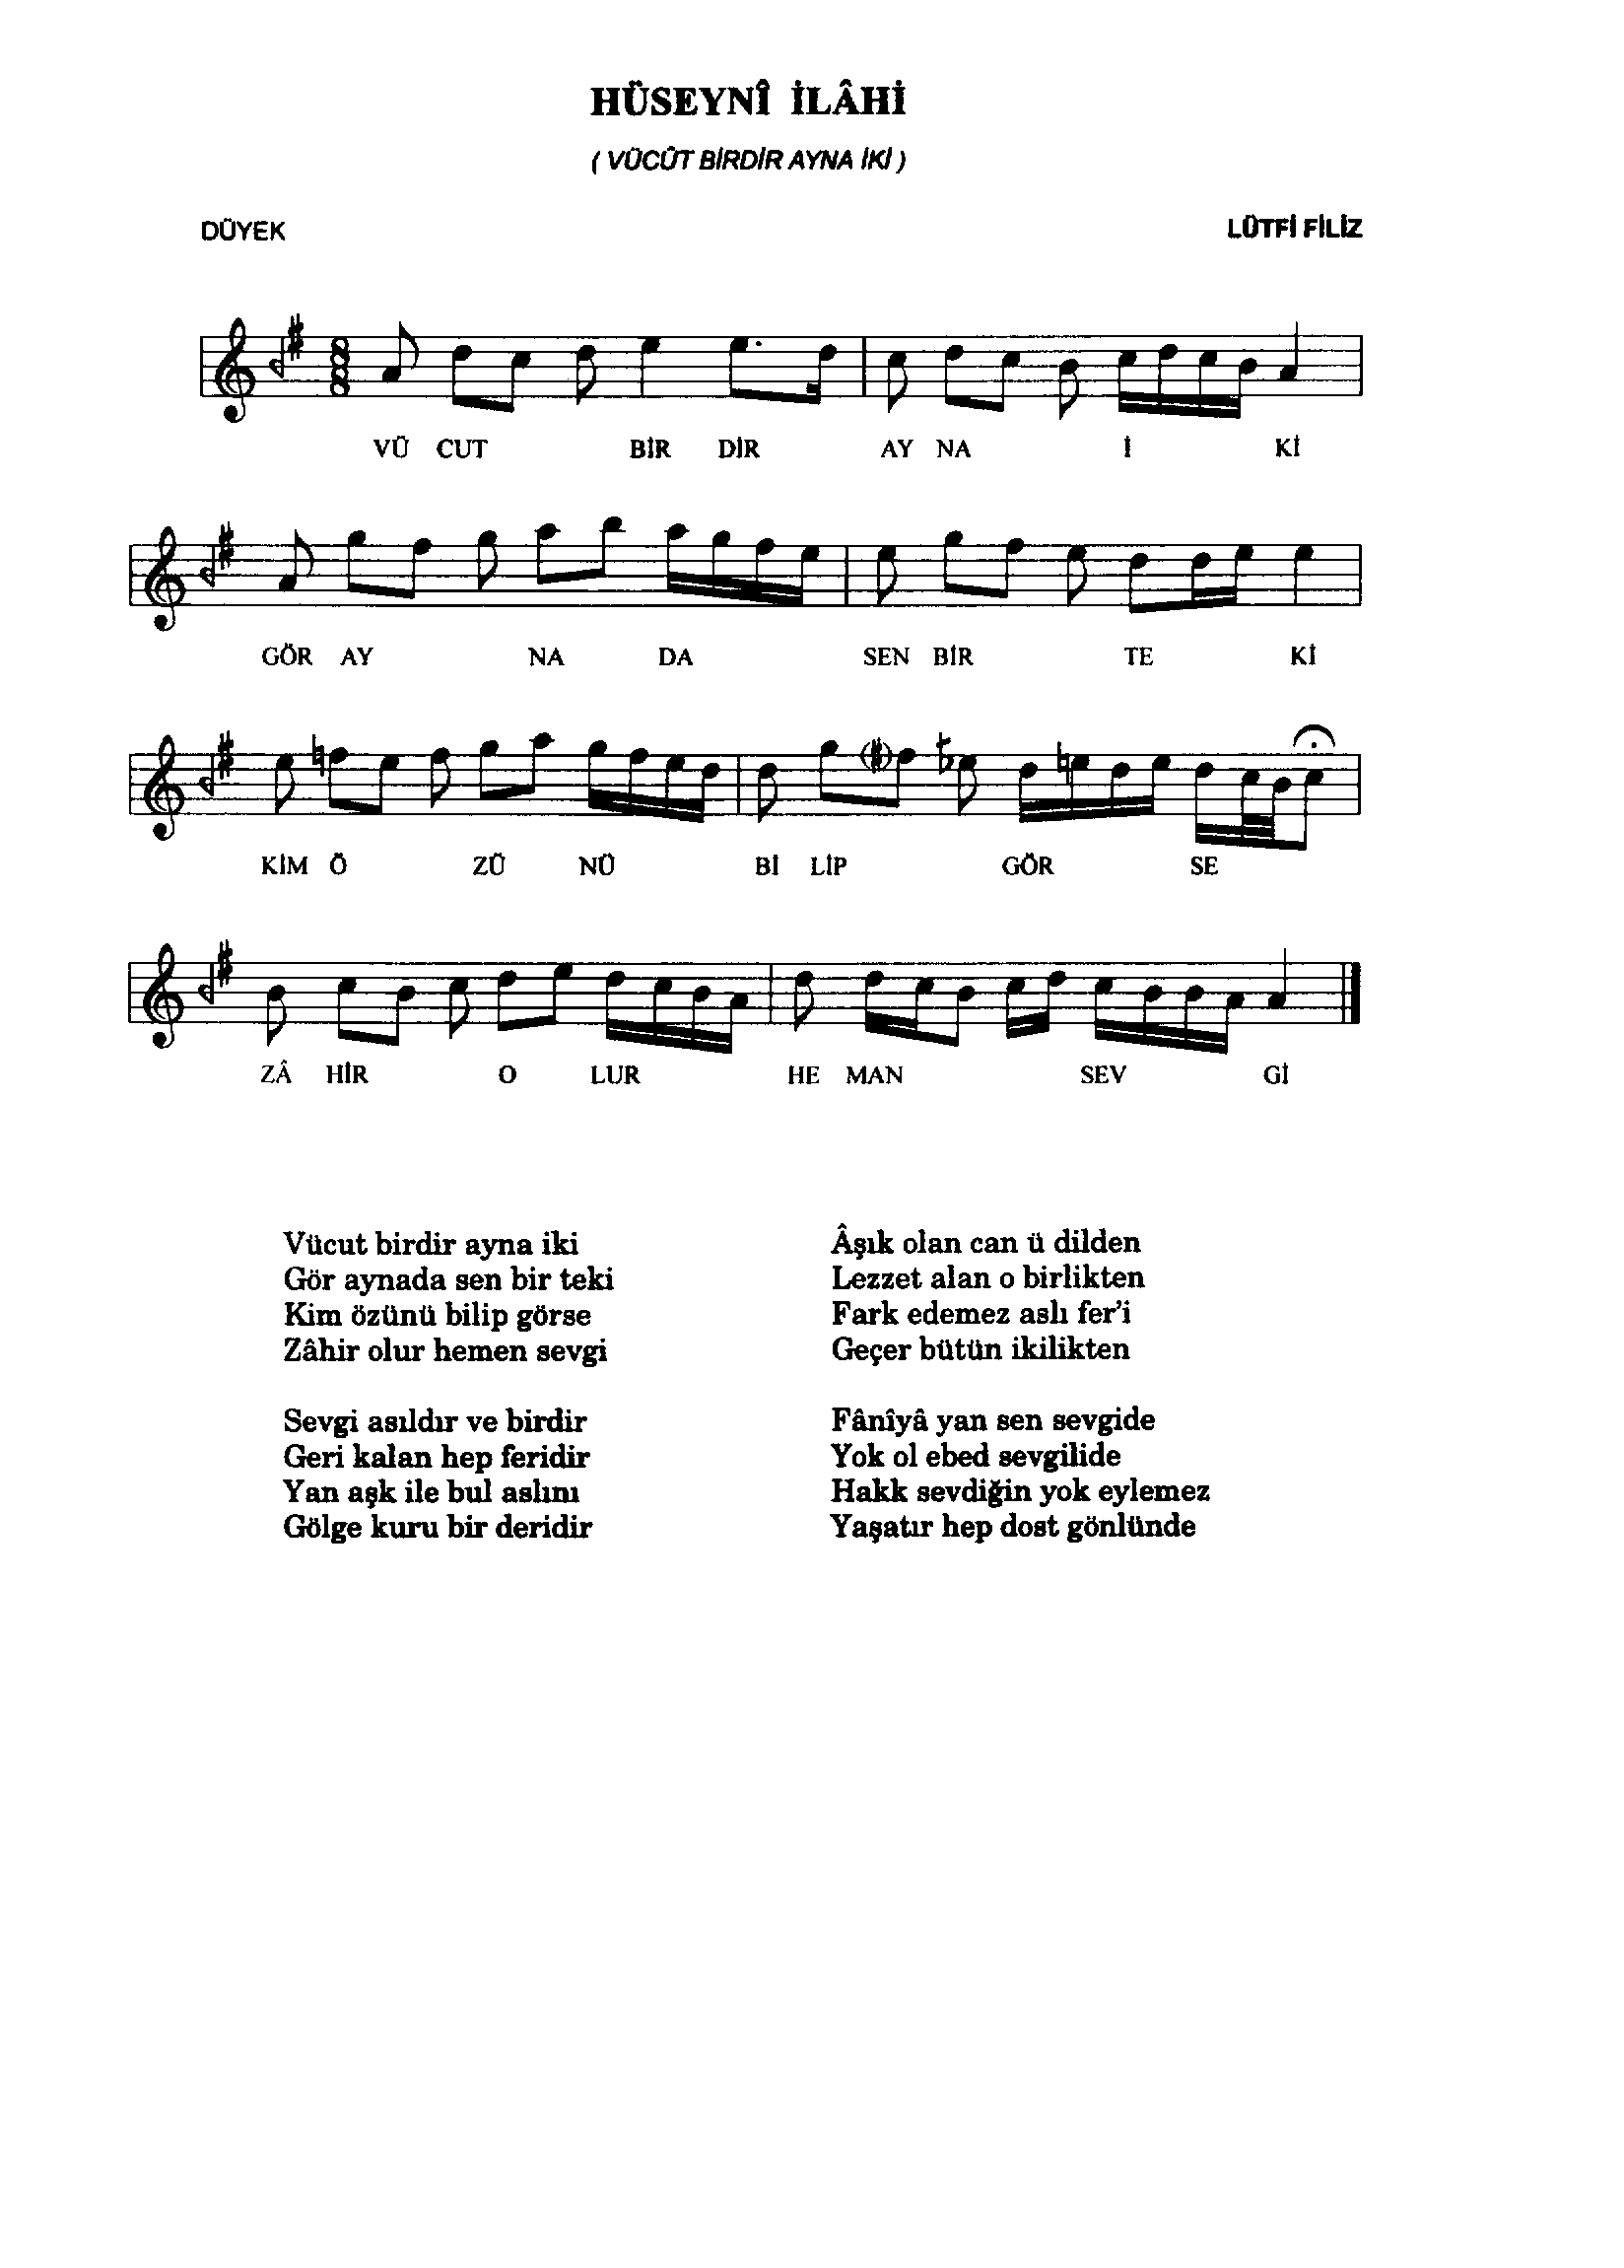 HÜSEYNÎ İLÂHİ
( VÜCÛT BİRDİR AYNA İKİ )
DÜYEK
LÛTFİ FİLİZ
8
8
VÜ CUT BİR DİR AY NA İ Kİ
GÖR AY NA DA SEN BİR TE Kİ
KİM Ö ZÜ NÜ Bİ LİP GÖR SE
ZÂ HİR O LUR HE MAN SEV Gİ
Vücut birdir ayna iki
Gör aynada sen bir teki
Kim özünü bilip görse
Zâhir olur hemen sevgi
Sevgi asıldır ve birdir
Geri kalan hep feridir
Yan aşk ile bul aslını
Gölge kuru bir deridir
Âşık olan can ü dilden
Lezzet alan o birlikten
Fark edemez aslı fer'i
Geçer bütün ikilikten
Fânîyâ yan sen sevgide
Yok ol ebed sevgilide
Hakk sevdiğin yok eylemez
Yaşatır hep dost gönlünde